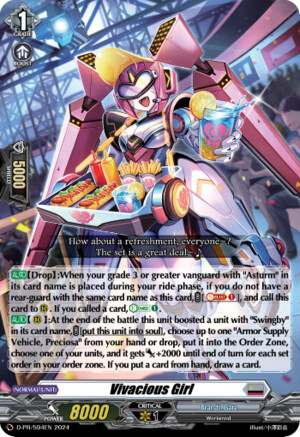 1
GRADE
BOOST
5000
SHIELD
How about a refreshment, everyone~?
The set is a great deal~♪
AUTO【Drop】:When your grade 3 or greater vanguard with "Asturm" in
its card name is placed during your ride phase, if you do not have a
rear-guard with the same card name as this card, 1, and call this
card to R. If you called a card, 1.
AUTO R:At the end of the battle this unit boosted a unit with "Swingby"
in its card name, [put this unit into soul], choose up to one "Armor Supply
Vehicle, Preciosa" from your hand or drop, put it into the Order Zone,
choose one of your units, and it gets +2000 until end of turn for each set
order in your order zone. If you put a card from hand, draw a card.
NORMAL UNIT
Vivacious Girl
POWER 8000
CRITICAL
1
Brandt Gate
Workeroid
D-PR/594EN 2024